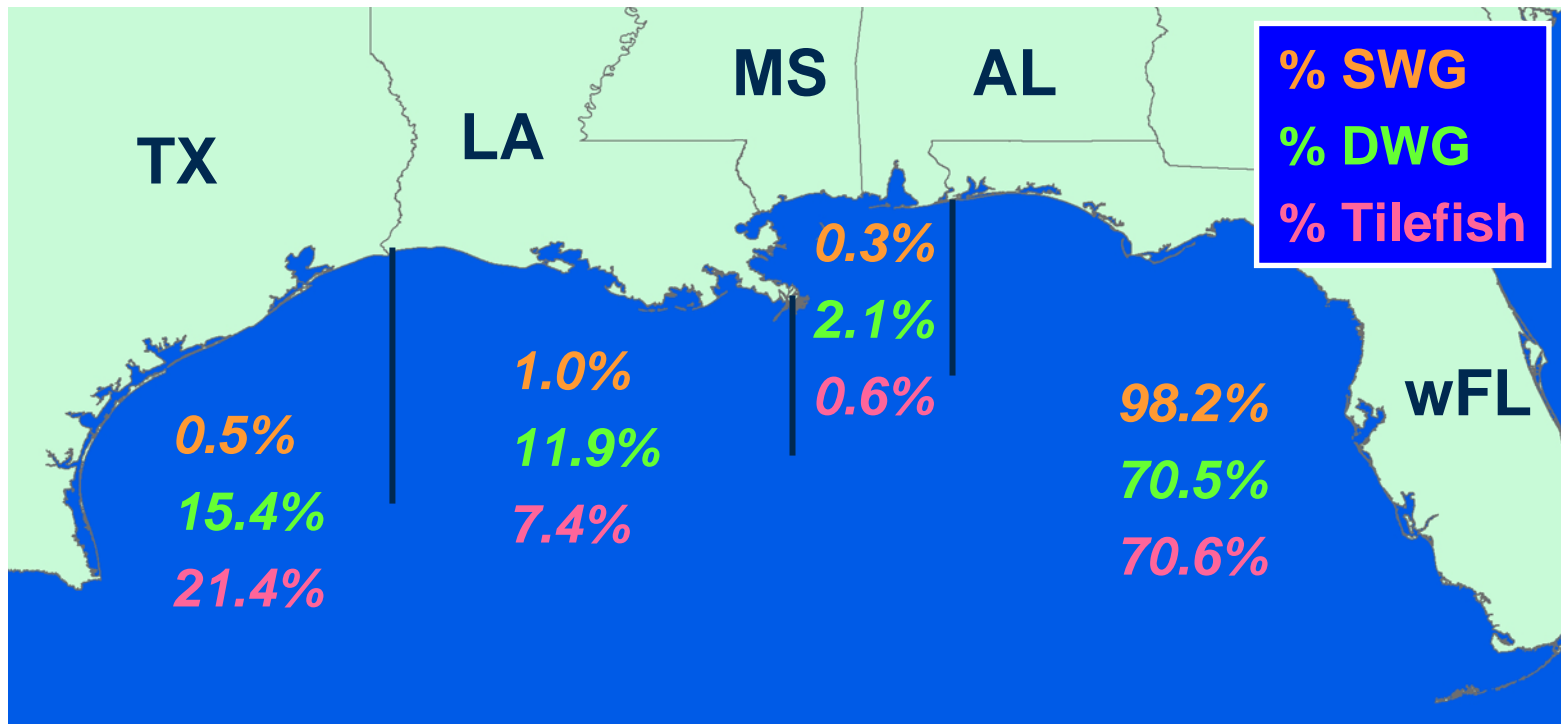 TX
LA
MS
AL
wFL
% SWG
% DWG
% Tilefish
0.5%
15.4%
21.4%
1.0%
11.9%
7.4%
0.3%
2.1%
0.6%
98.2%
70.5%
70.6%